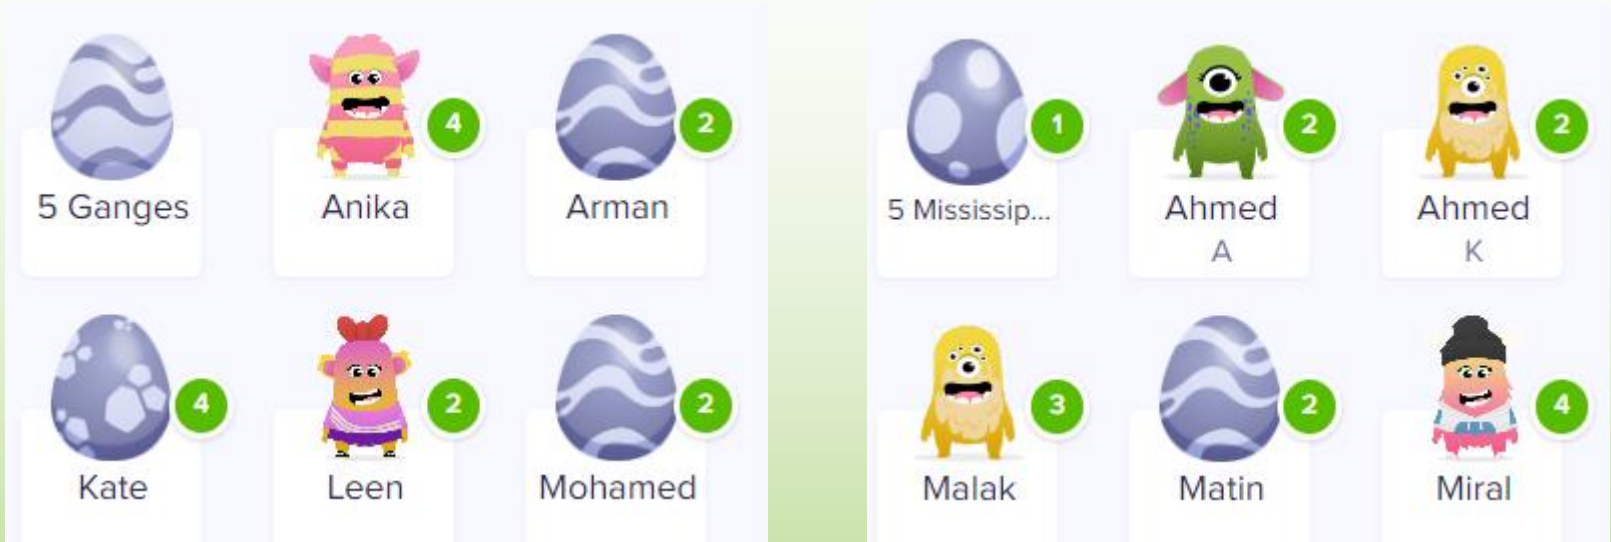 4
2
5 Ganges
Anika
Arman
4
2
2
Kate
Leen
Mohamed
1
2
2
5 Mississip...
Ahmed
Ahmed
A
K
3
2
4
Malak
Matin
Miral